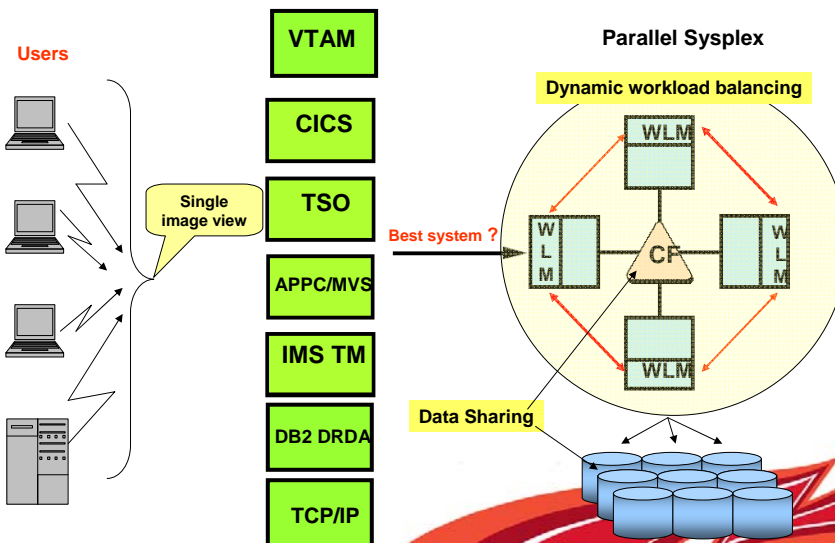 Users
Single
image view
VTAM
CICS
TSO
APPC/MVS
IMS TM
DB2 DRDA
TCP/IP
Best system ?
Parallel Sysplex
Dynamic workload balancing
WLM
W
L
M
CF
W
L
M
WLM
Data Sharing